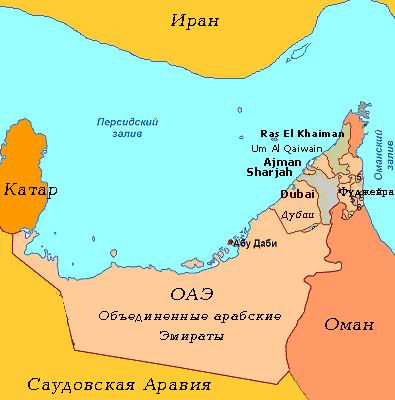 Иран
Персидский
залив
Ras El Khaiman
Um Al Qaiwain
Ajman
Sharjah
Оманский
залив
Катар
Dubai
Фуджейра
Дубаи
Абу Даби
ОАЭ
Объединенные арабские
Эмираты
Оман
Саудовская Аравия